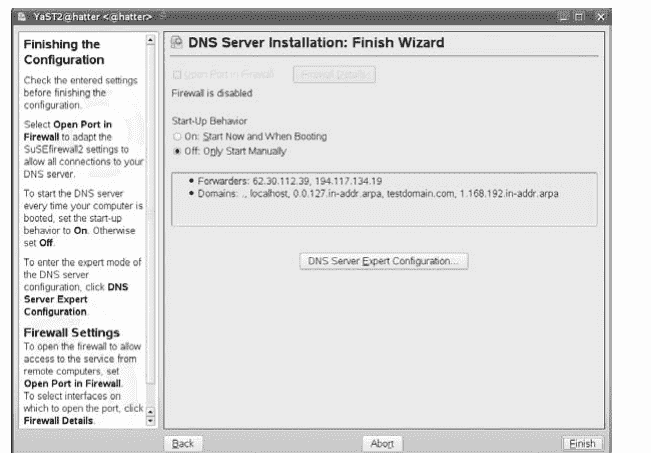 YaST2@hatter <@hatter>
Finishing the
Configuration
Check the entered settings
before finishing the
configuration.
Select Open Port in
Firewall to adapt the
SuSEfirewall2 settings to
allow all connections to your
DNS server.
To start the DNS server
every time your computer is
booted, set the start-up
behavior to On. Otherwise
set Off.
To enter the expert mode of
the DNS server
configuration, click DNS
Server Expert
Configuration.
Firewall Settings
To open the firewall to allow
access to the service from
remote computers, set
Open Port in Firewall.
To select interfaces on
which to open the port, click
Firewall Details.
DNS Server Installation: Finish Wizard
Open Port in Firewall Firewall Details
Firewall is disabled
Start-Up Behavior
On: Start Now and When Booting
Off: Only Start Manually
• Forwarders: 62.30.112.39, 194.117.134.19
• Domains: ., localhost, 0.0.127.in-addr.arpa, testdomain.com, 1.168.192.in-addr.arpa
DNS Server Expert Configuration...
Back Abort Finish